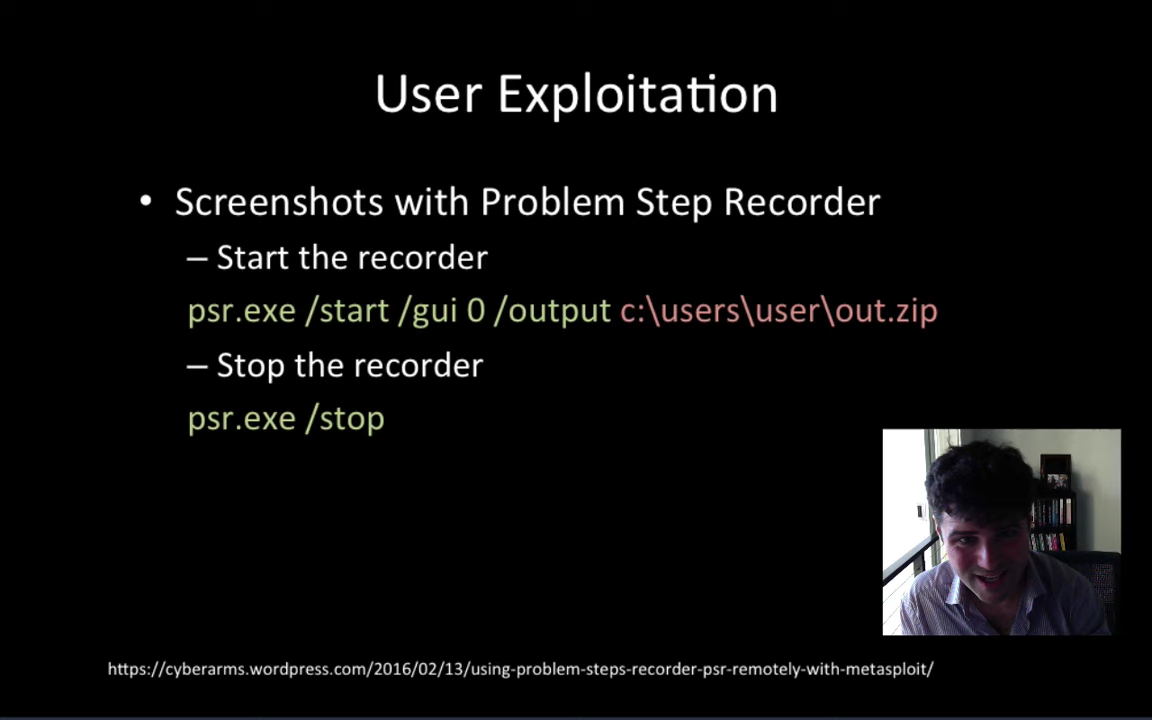 User Exploitation
• Screenshots with Problem Step Recorder
– Start the recorder
psr.exe /start /gui 0 /output c:\users\user\out.zip
– Stop the recorder
psr.exe /stop
https://cyberarms.wordpress.com/2016/02/13/using-problem-steps-recorder-psr-remotely-with-metasploit/